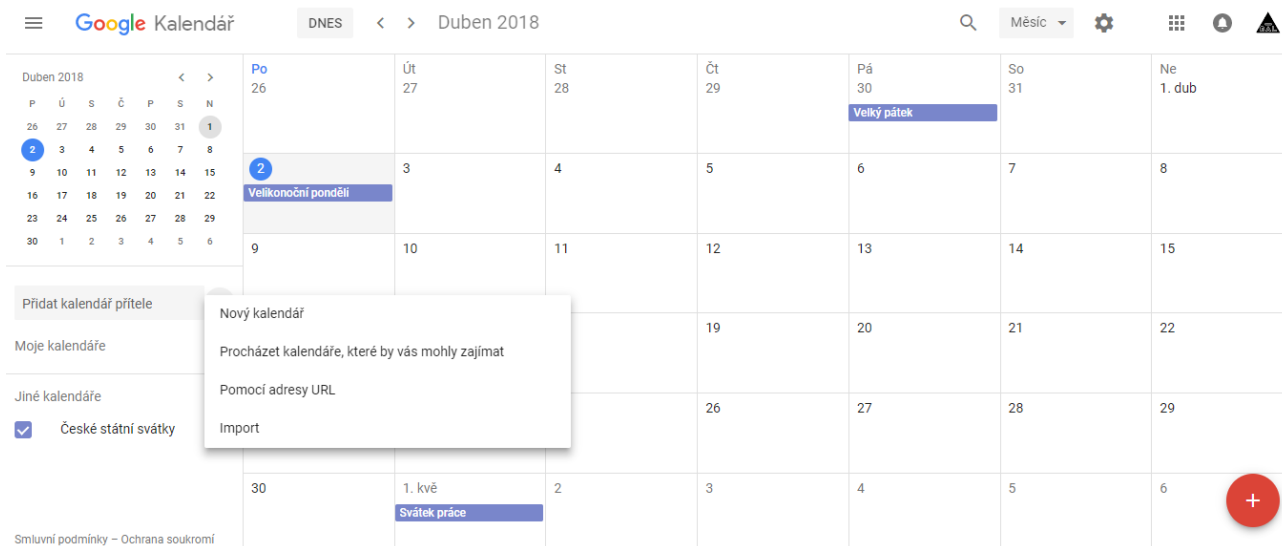 Google Kalendář DNES < > Duben 2018 Měsíc
Duben 2018 < >
P Ú S Č P S N
26 27 28 29 30 31 1
2 3 4 5 6 7 8
9 10 11 12 13 14 15
16 17 18 19 20 21 22
23 24 25 26 27 28 29
30 1 2 3 4 5 6
Přidat kalendář přítele
Moje kalendáře
Jiné kalendáře
České státní svátky
Smluvní podmínky – Ochrana soukromí
Po Út St Čt Pá So Ne
26 27 28 29 30 31 1. dub
Velký pátek
2 3 4 5 6 7 8
Velikonoční pondělí
9 10 11 12 13 14 15
Nový kalendář
Procházet kalendáře, které by vás mohly zajímat
Pomocí adresy URL
Import
19 20 21 22
26 27 28 29
30 1. kvě 2 3 4 5 6
Svátek práce
+